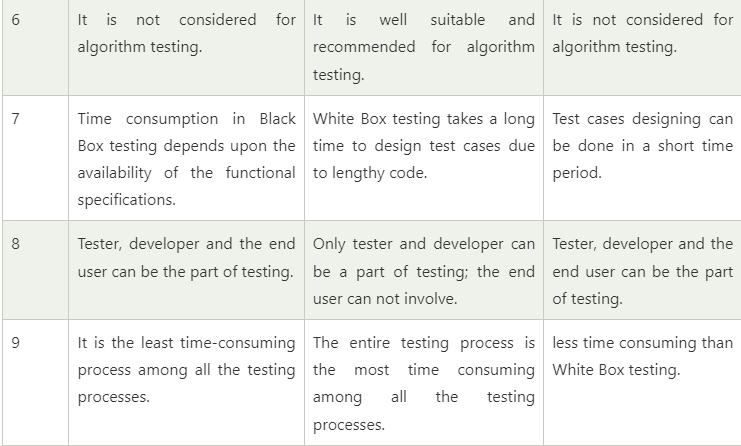 6
It is not considered for
algorithm testing.
It is well suitable and
recommended for algorithm
testing.
It is not considered for
algorithm testing.
7
Time consumption in Black
Box testing depends upon the
availability of the functional
specifications.
White Box testing takes a long
time to design test cases due
to lengthy code.
Test cases designing can
be done in a short time
period.
8
Tester, developer and the end
user can be the part of testing.
Only tester and developer can
be a part of testing; the end
user can not involve.
Tester, developer and the
end user can be the part
of testing.
9
It is the least time-consuming
process among all the testing
processes.
The entire testing process is
the most time consuming
among all the testing
processes.
less time consuming than
White Box testing.